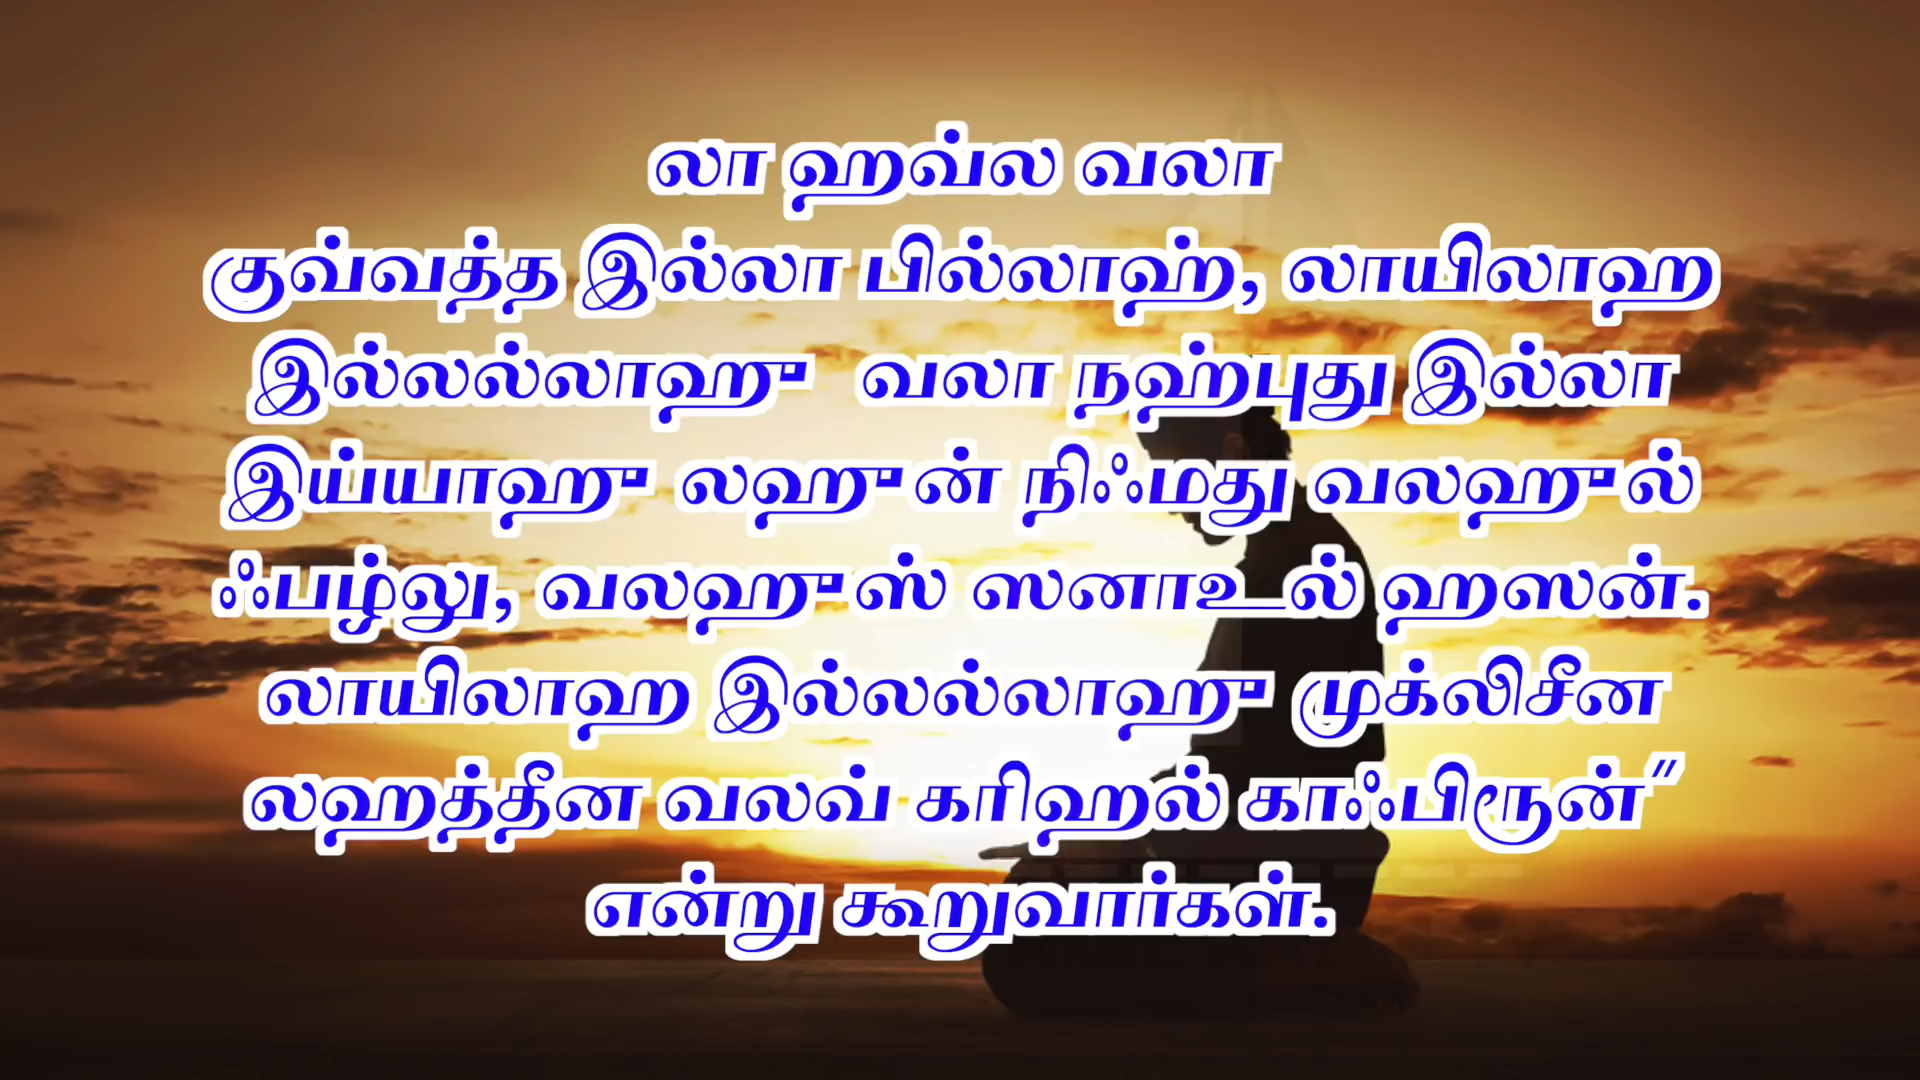 லா ஹவ்ல வலா
குவ்வத்த இல்லா பில்லாஹ், லாயிலாஹ
இல்லல்லாஹு வலா நஹ்புது இல்லா
இய்யாஹு லஹுன் நிஃமது வலஹுல்
ஃபழ்லு, வலஹுஸ் ஸனாஉல் ஹஸன்.
லாயிலாஹ இல்லல்லாஹு முக்லிசீன
லஹத்தீன வலவ் கரிஹல் காஃபிரூன்”
என்று கூறுவார்கள்.